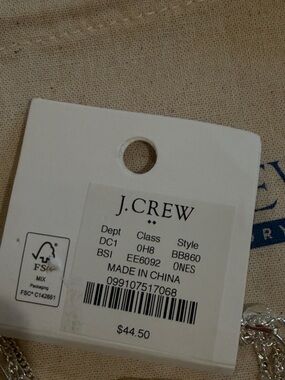 J.CREW
Dept Class Style
DC1 0H8 BB860
BSI EE6092 ONES
MADE IN CHINA
099107517068
$44.50
FSC
MIX
Packaging
FSC® C142661